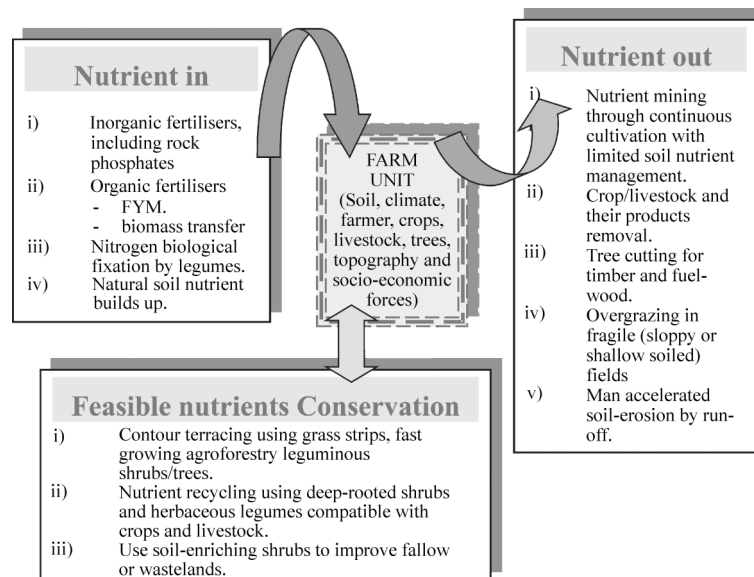 Nutrient in
i) Inorganic fertilisers,
including rock
phosphates
ii) Organic fertilisers
- FYM.
- biomass transfer
iii) Nitrogen biological
fixation by legumes.
iv) Natural soil nutrient
builds up.
FARM
UNIT
(Soil, climate,
farmer, crops,
livestock, trees,
topography and
socio-economic
forces)
Nutrient out
i) Nutrient mining
through continuous
cultivation with
limited soil nutrient
management.
ii) Crop/livestock and
their products
removal.
iii) Tree cutting for
timber and fuel-
wood.
iv) Overgrazing in
fragile (sloppy or
shallow soiled)
fields
v) Man accelerated
soil-erosion by run-
off.
Feasible nutrients Conservation
i) Contour terracing using grass strips, fast
growing agroforestry leguminous
shrubs/trees.
ii) Nutrient recycling using deep-rooted shrubs
and herbaceous legumes compatible with
crops and livestock.
iii) Use soil-enriching shrubs to improve fallow
or wastelands.